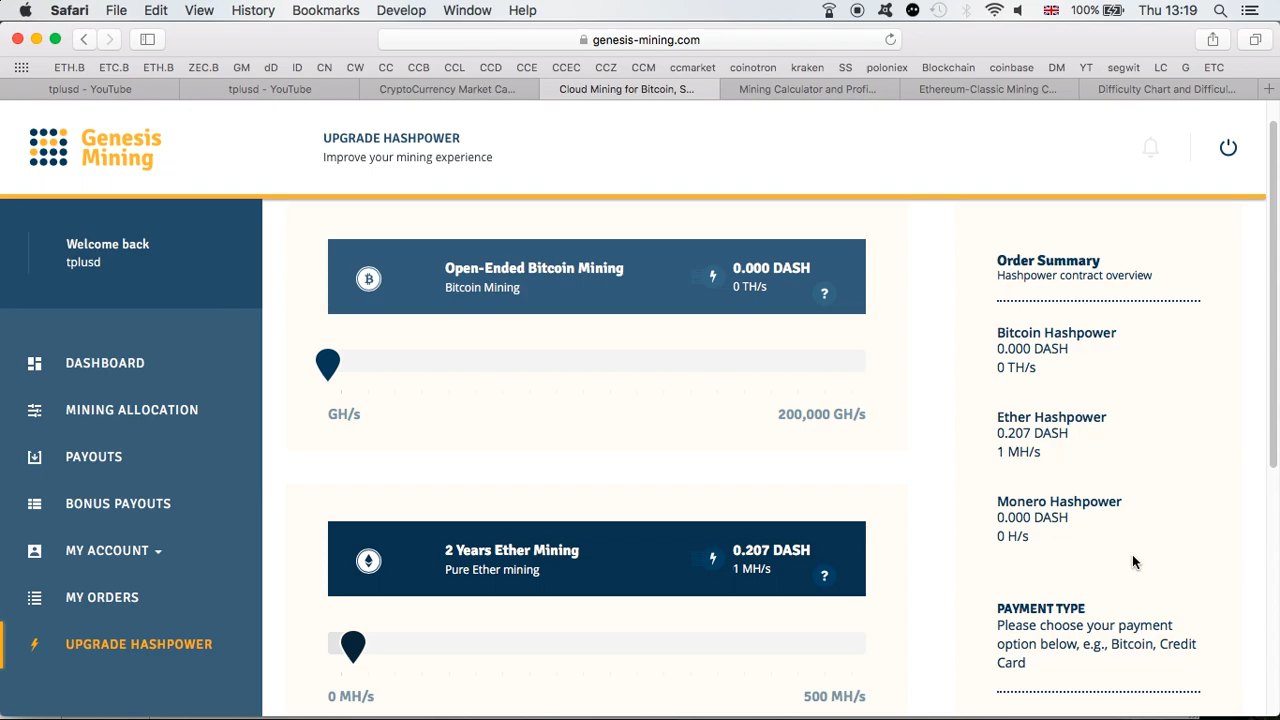 Safari File Edit View History Bookmarks Develop Window Help 100% Thu 13:19
genesis-mining.com
ETH.B ETC.B ETH.B ZEC.B GM dD ID CN CW CC CCB CCL CCD CCE CCEC CCZ CCM ccmarket coinotron kraken SS poloniex Blockchain coinbase DM YT segwit LC G ETC
tplusd – YouTube tplusd – YouTube CryptoCurrency Market Ca... Cloud Mining for Bitcoin, S... Mining Calculator and Profi... Ethereum-Classic Mining C... Difficulty Chart and Difficul... +
Genesis
Mining
UPGRADE HASHPOWER
Improve your mining experience
Welcome back
tplusd
DASHBOARD
MINING ALLOCATION
PAYOUTS
BONUS PAYOUTS
MY ACCOUNT
MY ORDERS
UPGRADE HASHPOWER
Open-Ended Bitcoin Mining
Bitcoin Mining
0.000 DASH
0 TH/s
?
GH/s
200,000 GH/s
2 Years Ether Mining
Pure Ether mining
0.207 DASH
1 MH/s
?
0 MH/s
500 MH/s
Order Summary
Hashpower contract overview
Bitcoin Hashpower
0.000 DASH
0 TH/s
Ether Hashpower
0.207 DASH
1 MH/s
Monero Hashpower
0.000 DASH
0 H/s
PAYMENT TYPE
Please choose your payment
option below, e.g., Bitcoin, Credit
Card